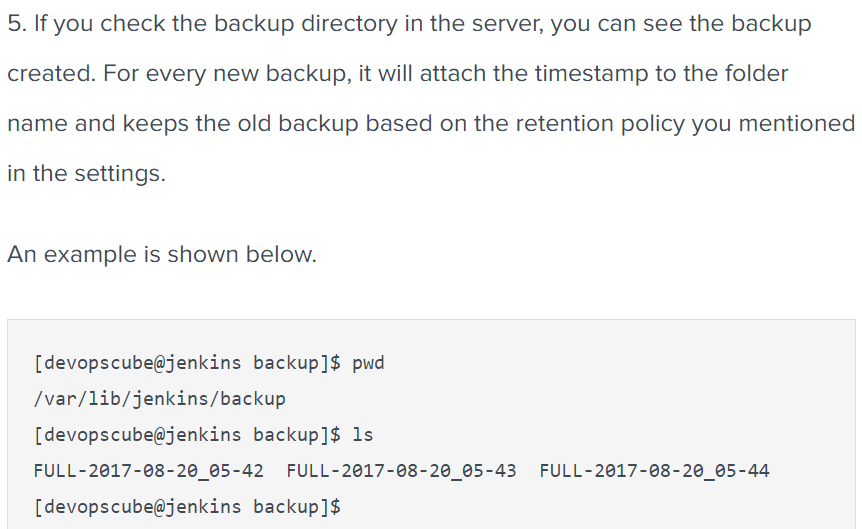 5. If you check the backup directory in the server, you can see the backup
created. For every new backup, it will attach the timestamp to the folder
name and keeps the old backup based on the retention policy you mentioned
in the settings.
An example is shown below.
[devopscube@jenkins backup]$ pwd
/var/lib/jenkins/backup
[devopscube@jenkins backup]$ ls
FULL-2017-08-20_05-42  FULL-2017-08-20_05-43  FULL-2017-08-20_05-44
[devopscube@jenkins backup]$